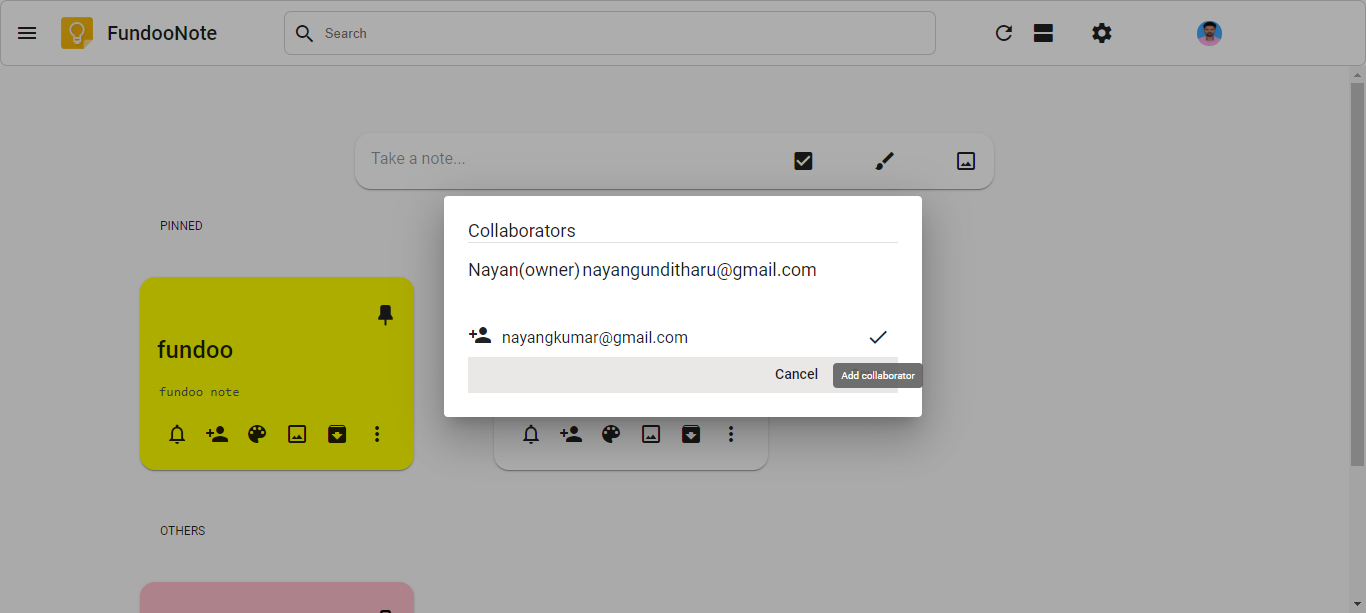 FundooNote
Search
Take a note...
PINNED
Collaborators
Nayan(owner) nayangunditharu@gmail.com
nayangkumar@gmail.com
Cancel
Add collaborator
fundoo
fundoo note
OTHERS